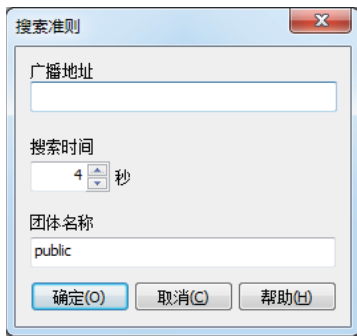 搜索准则
广播地址
搜索时间
4 秒
团体名称
public
确定(O) 取消(C) 帮助(H)